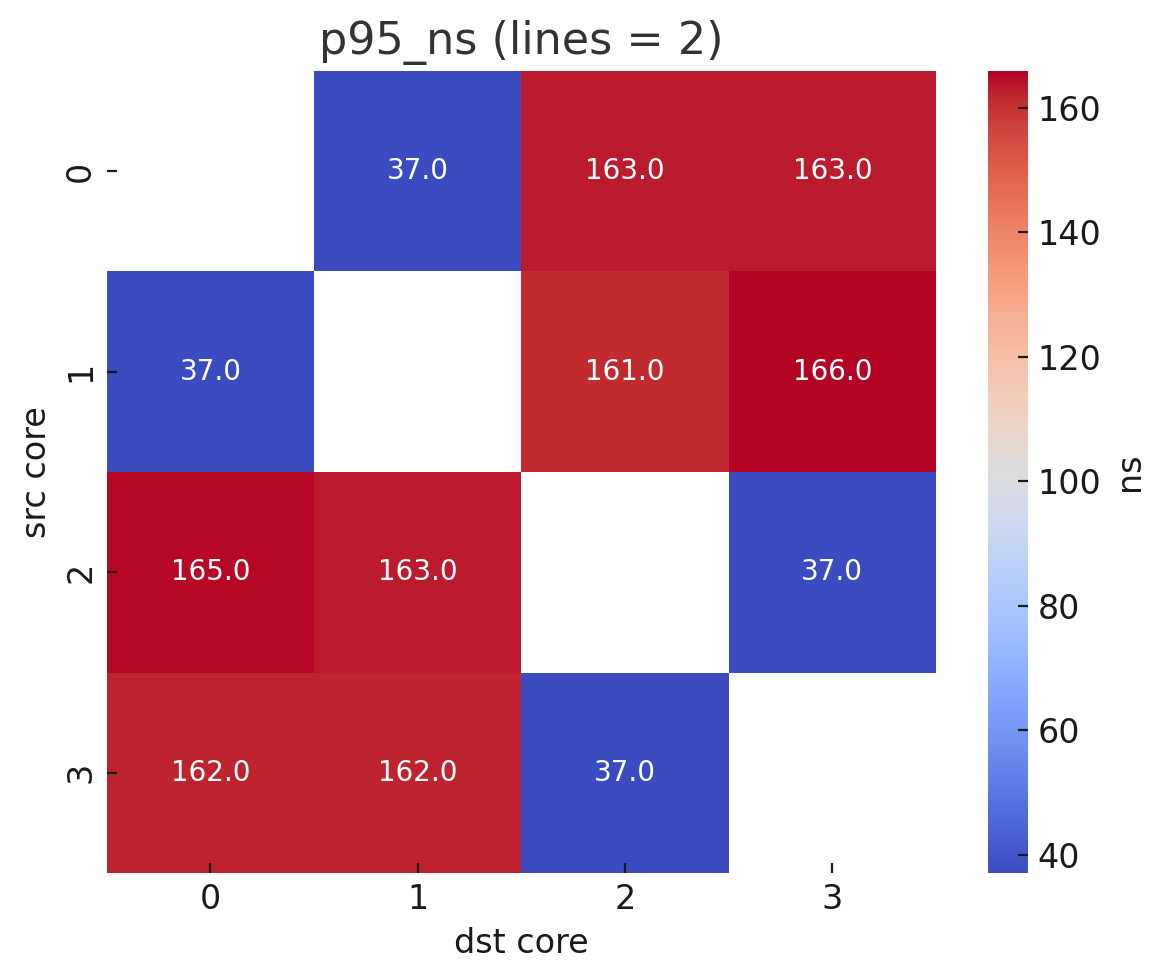 p95_ns (lines = 2)
0 37.0 163.0 163.0
1 37.0 161.0 166.0
2 165.0 163.0 37.0
3 162.0 162.0 37.0
0 1 2 3
dst core
src core
160
140
120
100
80
60
40
ns